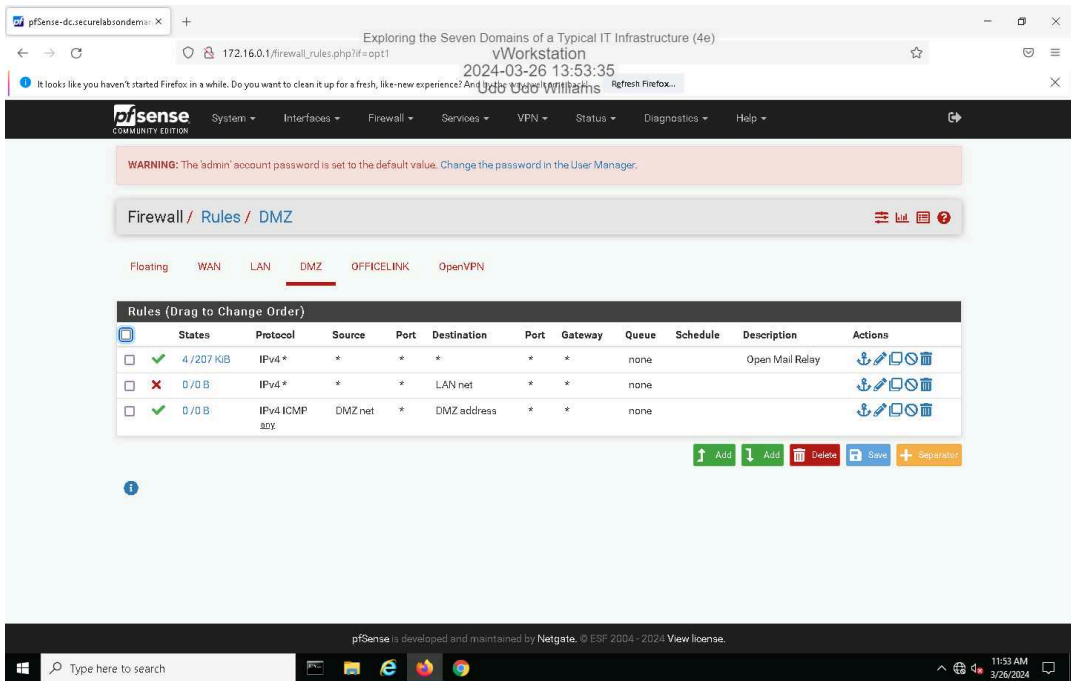 pfSense-dc.securelabsondeman
Exploring the Seven Domains of a Typical IT Infrastructure (4e)
172.16.0.1/firewall_rules.php?if=opt1
vWorkstation
2024-03-26 13:53:35
It looks like you haven't started Firefox in a while. Do you want to clean it up for a fresh, like-new experience? And by the way, welcome back! Refresh Firefox...
Udo Udo Williams
pfsense System Interfaces Firewall Services VPN Status Diagnostics Help
COMMUNITY EDITION
WARNING: The 'admin' account password is set to the default value. Change the password in the User Manager.
Firewall / Rules / DMZ
Floating WAN LAN DMZ OFFICELINK OpenVPN
Rules (Drag to Change Order)
States Protocol Source Port Destination Port Gateway Queue Schedule Description Actions
4 /207 KiB IPv4 * * * * * * none Open Mail Relay
0 /0 B IPv4 * * * LAN net * * none
0 /0 B IPv4 ICMP DMZ net * DMZ address * * none
any
Add Add Delete Save Separator
pfSense is developed and maintained by Netgate. © ESF 2004 - 2024 View license.
Type here to search
11:53 AM
3/26/2024